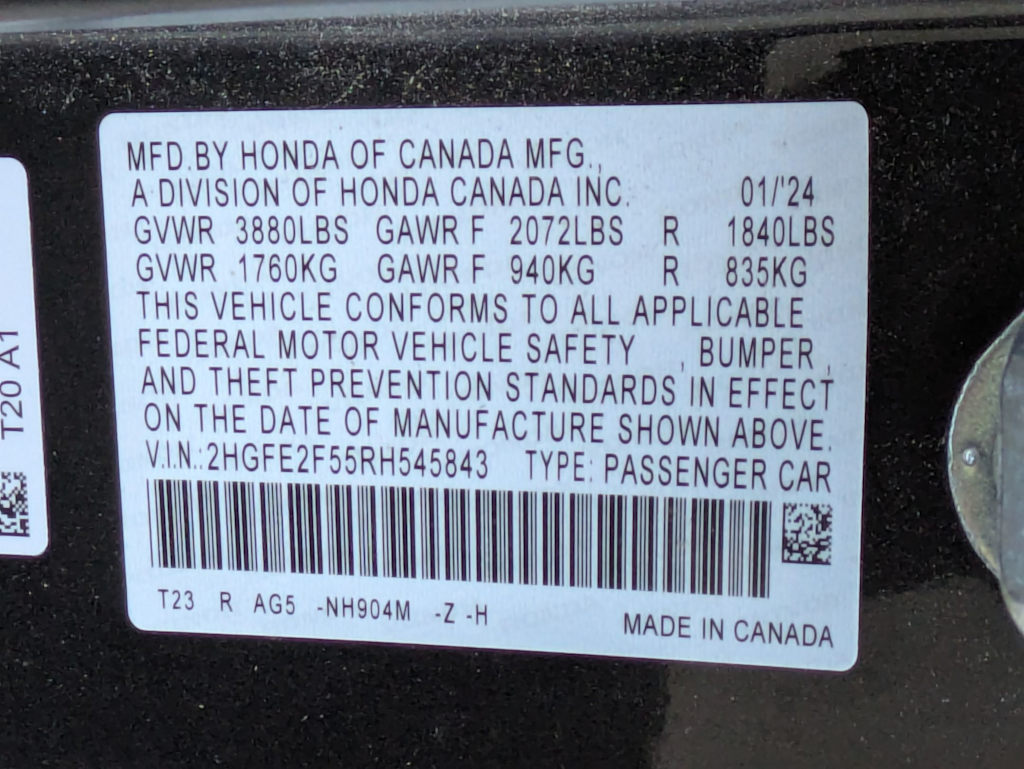 MFD.BY HONDA OF CANADA MFG.,
A DIVISION OF HONDA CANADA INC. 01/'24
GVWR 3880LBS GAWR F 2072LBS R 1840LBS
GVWR 1760KG GAWR F 940KG R 835KG
THIS VEHICLE CONFORMS TO ALL APPLICABLE
FEDERAL MOTOR VEHICLE SAFETY , BUMPER ,
AND THEFT PREVENTION STANDARDS IN EFFECT
ON THE DATE OF MANUFACTURE SHOWN ABOVE.
V.I.N.:2HGFE2F55RH545843 TYPE: PASSENGER CAR
T23 R AG5 -NH904M -Z -H
MADE IN CANADA
T20 A1